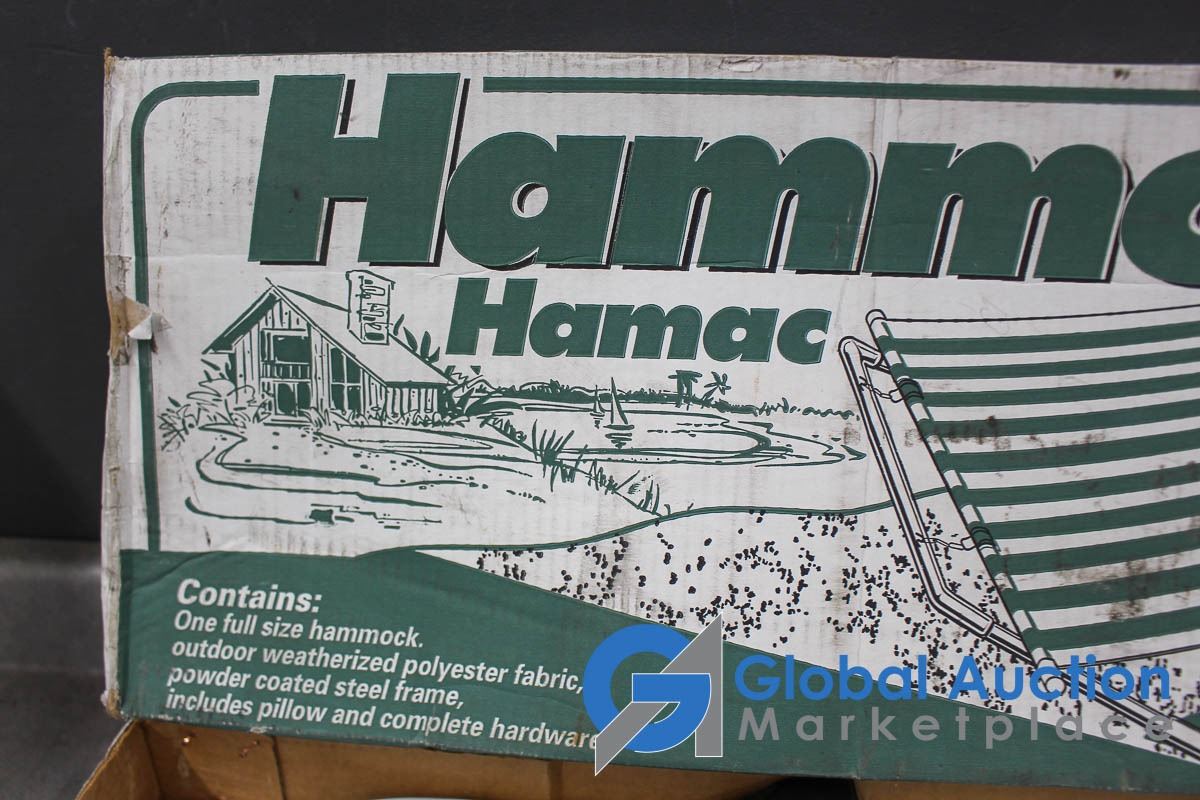 Hammo
Hamac
Contains:
One full size hammock.
outdoor weatherized polyester fabric,
powder coated steel frame,
includes pillow and complete hardware
Global Auction
Marketplace